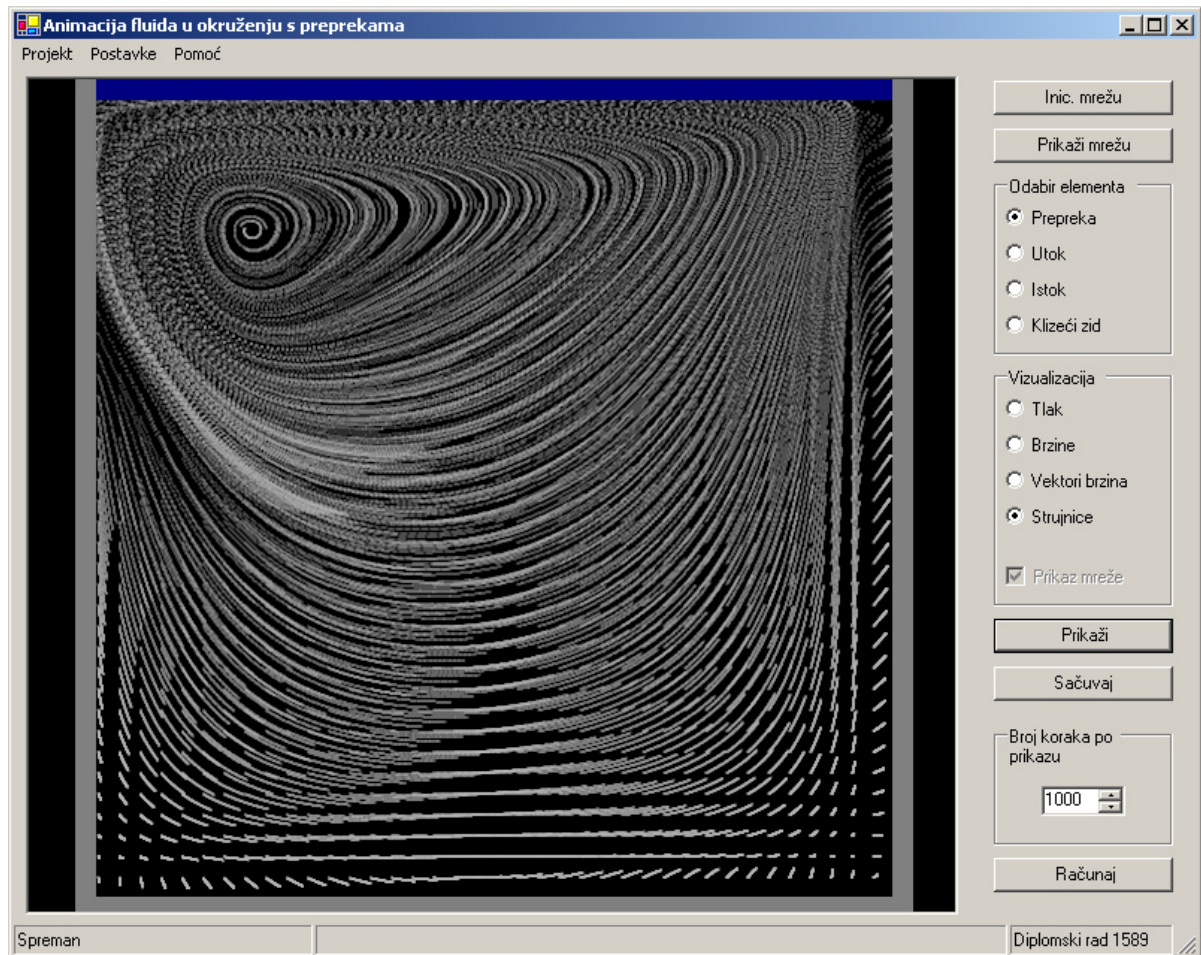 Animacija fluida u okruženju s preprekama
Projekt Postavke Pomoć
Inic. mrežu
Prikaži mrežu
Odabir elementa
Prepreka
Utok
Istok
Klizeći zid
Vizualizacija
Tlak
Brzine
Vektori brzina
Strujnice
Prikaz mreže
Prikaži
Sačuvaj
Broj koraka po
prikazu
1000
Računaj
Spreman
Diplomski rad 1589